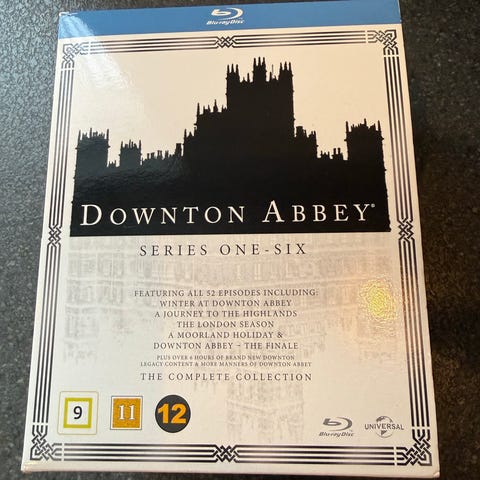 Blu-ray Disc
DOWNTON ABBEY®
SERIES ONE-SIX
FEATURING ALL 52 EPISODES INCLUDING:
WINTER AT DOWNTON ABBEY
A JOURNEY TO THE HIGHLANDS
THE LONDON SEASON
A MOORLAND HOLIDAY &
DOWNTON ABBEY – THE FINALE
PLUS OVER 6 HOURS OF BRAND NEW DOWNTON
LEGACY CONTENT & MORE MANNERS OF DOWNTON ABBEY
THE COMPLETE COLLECTION
9 11 12 Blu-ray Disc UNIVERSAL